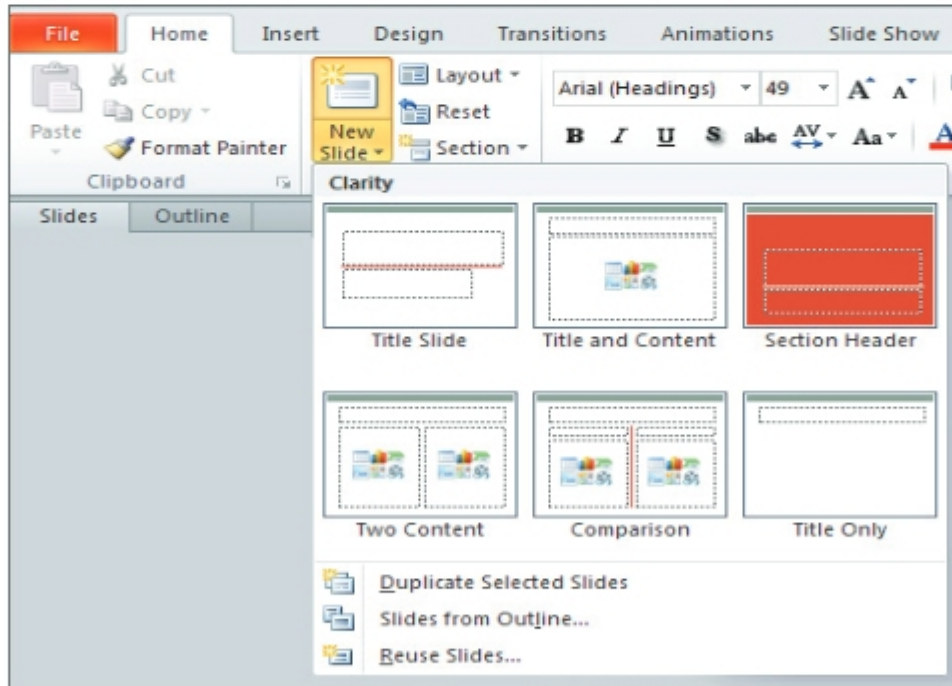 File Home Insert Design Transitions Animations Slide Show
Cut
Copy
Paste
Format Painter
Clipboard
New
Slide
Layout
Reset
Section
Arial (Headings) 49 A A
B I U S abc AV Aa A
Slides Outline
Clarity
Title Slide Title and Content Section Header
Two Content Comparison Title Only
Duplicate Selected Slides
Slides from Outline...
Reuse Slides...